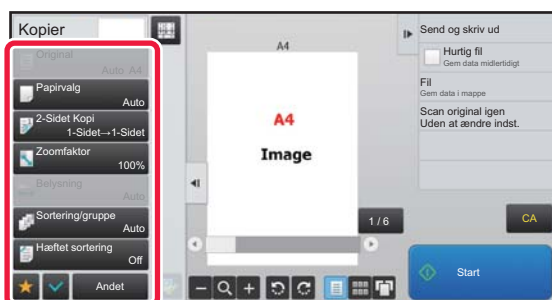 Kopier
Original
Auto A4
Papirvalg
Auto
2-Sidet Kopi
1-Sidet→1-Sidet
Zoomfaktor
100%
Belysning
Auto
Sortering/gruppe
Auto
Hæftet sortering
Off
Andet
A4
A4
Image
1 / 6
Send og skriv ud
Hurtig fil
Gem data midlertidigt
Fil
Gem data i mappe
Scan original igen
Uden at ændre indst.
CA
Start